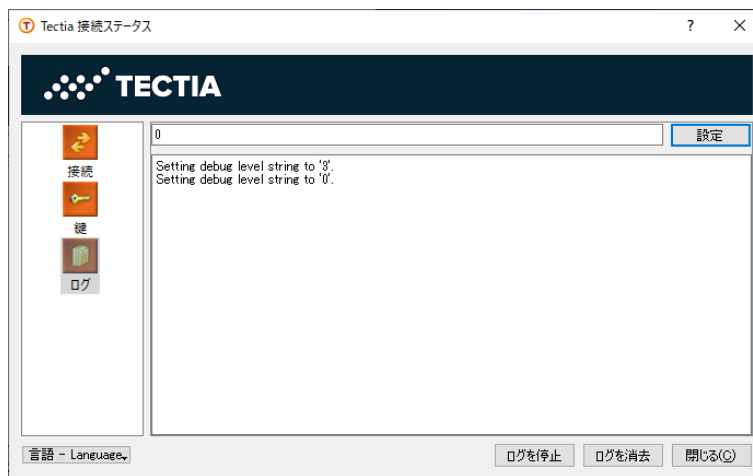 Tectia 接続ステータス
TECTIA
接続
鍵
ログ
0
設定
Setting debug level string to '3'.
Setting debug level string to '0'.
言語 - Language
ログを停止
ログを消去
閉じる(C)